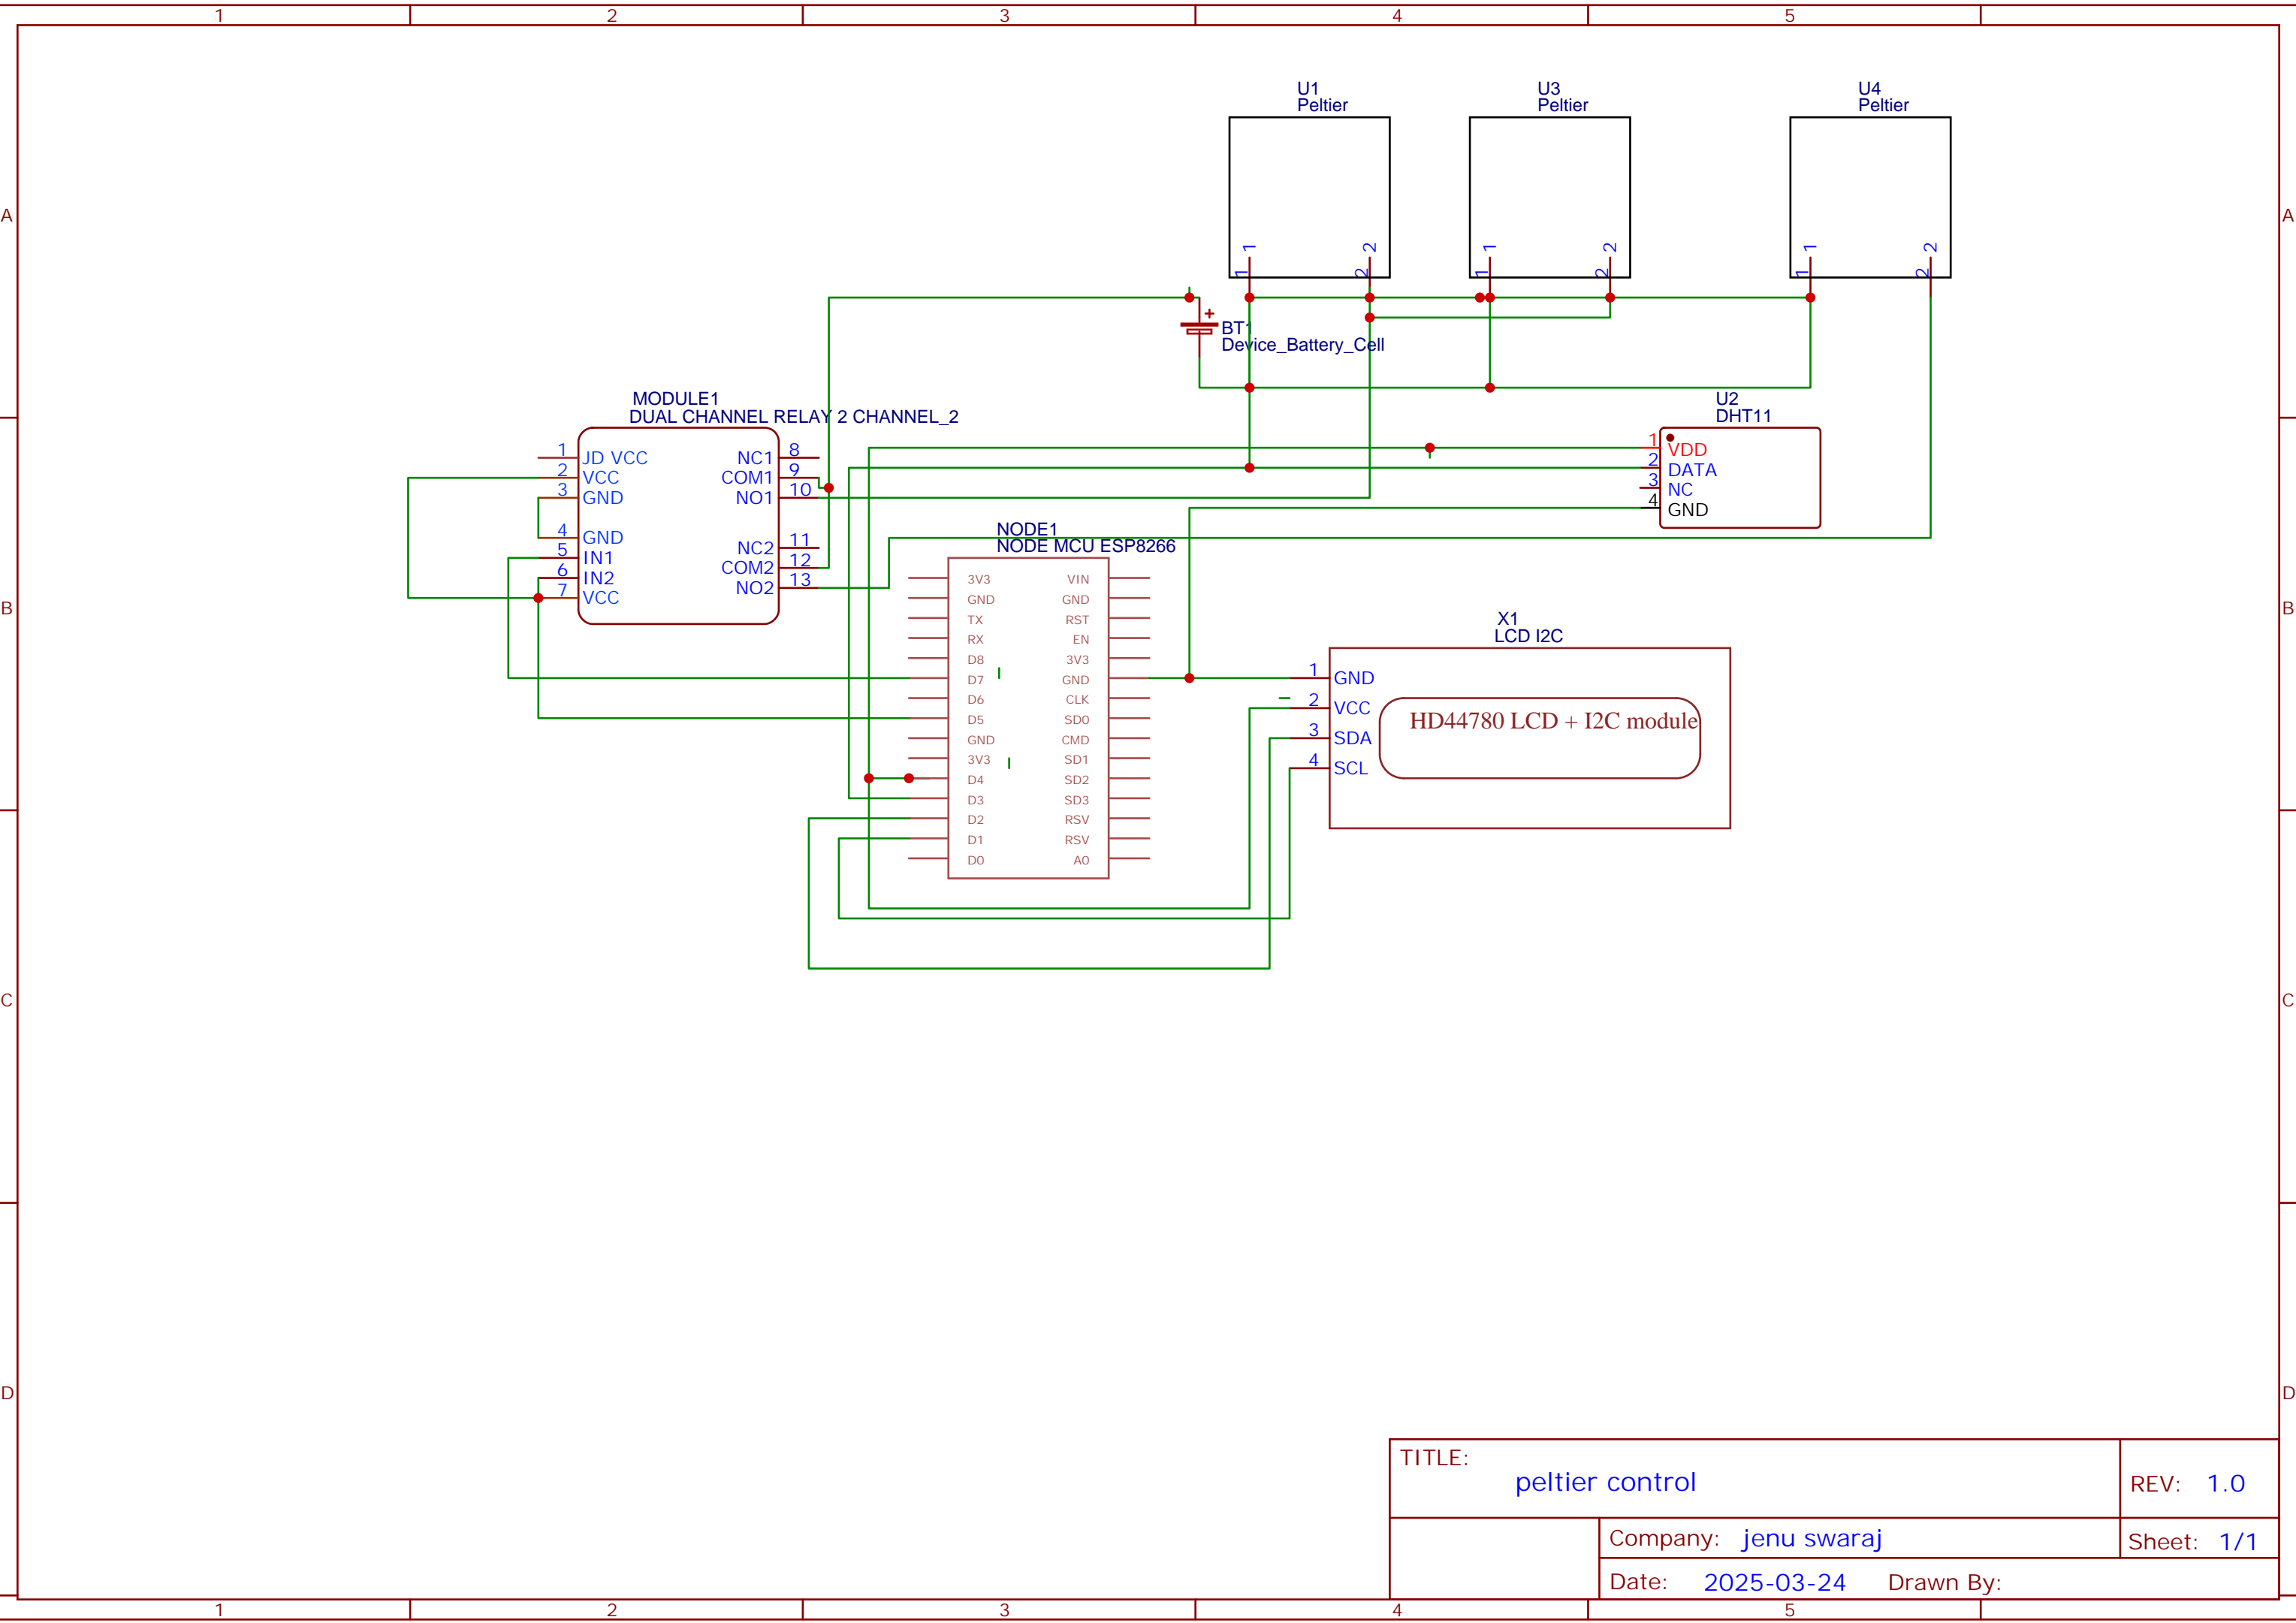 1 2 3 4 5
A A
B B
C C
D D
U1
Peltier
1 2
1 2
U3
Peltier
1 2
1 2
U4
Peltier
1 2
1 2
+
BT1
Device_Battery_Cell
MODULE1
DUAL CHANNEL RELAY 2 CHANNEL_2
1 JD VCC
2 VCC
3 GND
4 GND
5 IN1
6 IN2
7 VCC
NC1 8
COM1 9
NO1 10
NC2 11
COM2 12
NO2 13
U2
DHT11
1 VDD
2 DATA
3 NC
4 GND
NODE1
NODE MCU ESP8266
3V3 VIN
GND GND
TX RST
RX EN
D8 3V3
D7 GND
D6 CLK
D5 SD0
GND CMD
3V3 SD1
D4 SD2
D3 SD3
D2 RSV
D1 RSV
D0 A0
X1
LCD I2C
1 GND
2 VCC
3 SDA
4 SCL
HD44780 LCD + I2C module
TITLE:
peltier control
REV: 1.0
Company: jenu swaraj
Sheet: 1/1
Date: 2025-03-24 Drawn By:
1 2 3 4 5